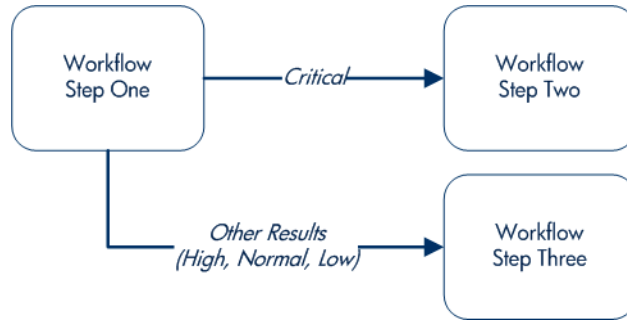 Workflow
Step One
Critical
Workflow
Step Two
Other Results
(High, Normal, Low)
Workflow
Step Three